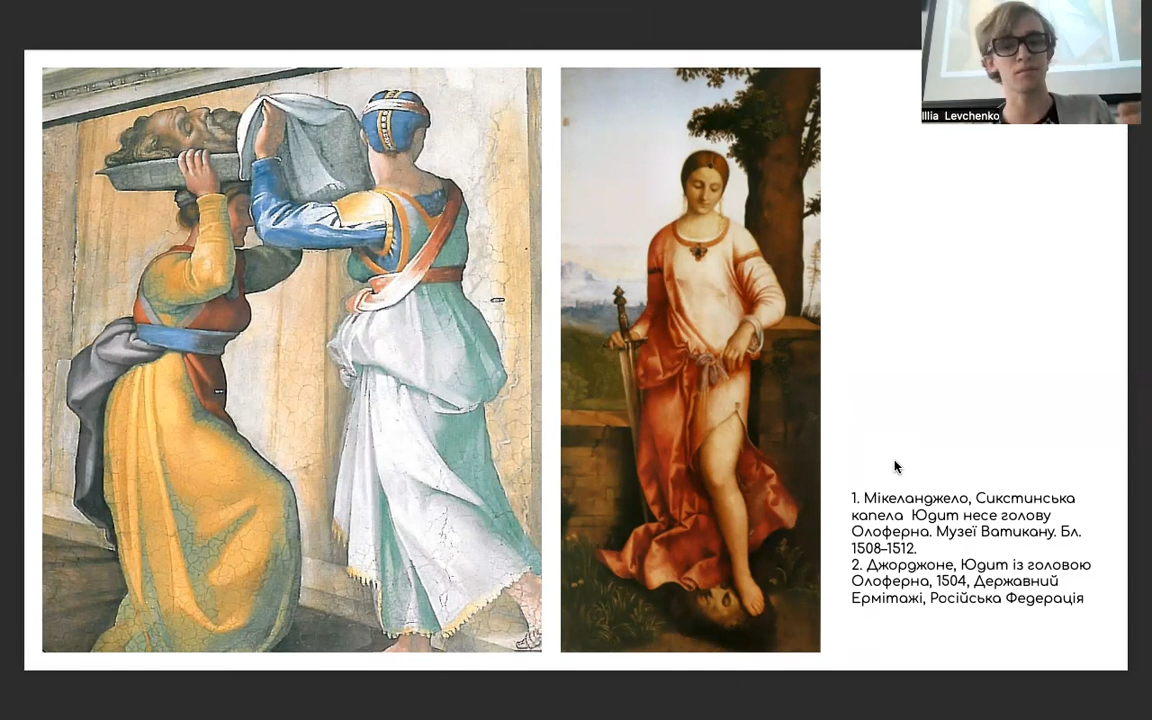 Illia Levchenko
1. Мікеланджело, Сикстинська
капела Юдит несе голову
Олоферна. Музеї Ватикану. Бл.
1508–1512.
2. Джорджоне, Юдит із головою
Олоферна, 1504, Державний
Ермітажі, Російська Федерація